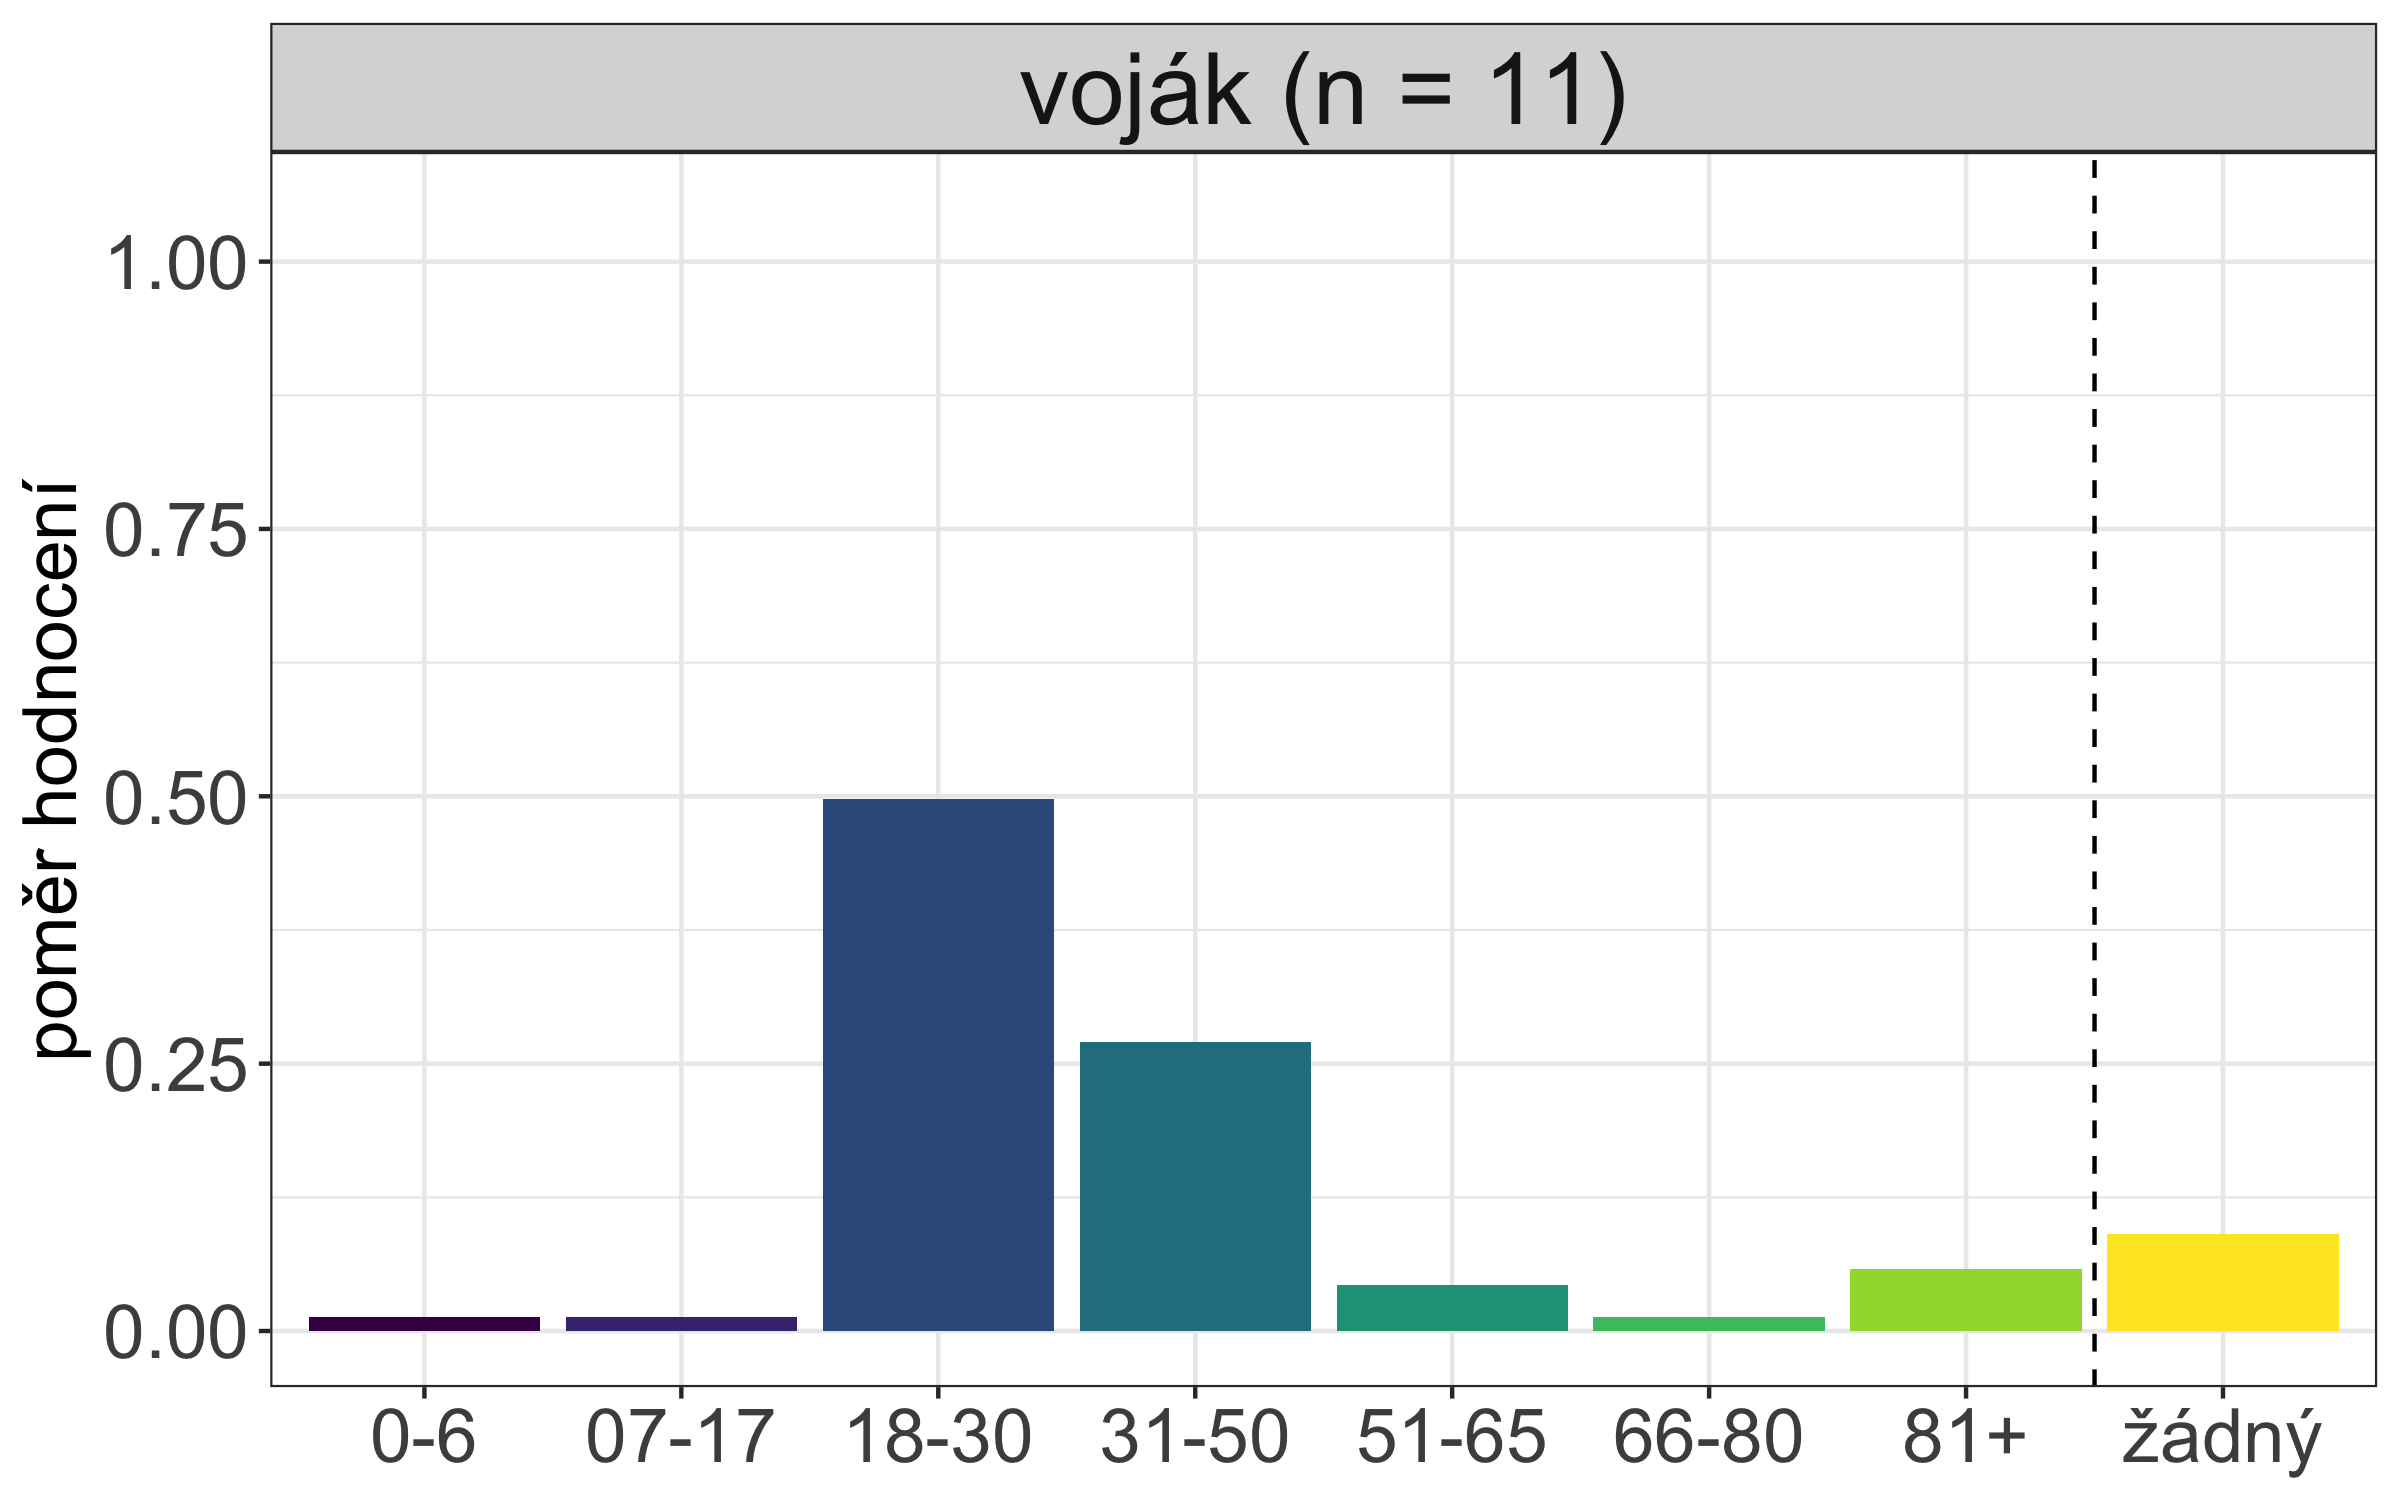 voják (n = 11)
poměr hodnocení
1.00
0.75
0.50
0.25
0.00
0-6 07-17 18-30 31-50 51-65 66-80 81+ žádný